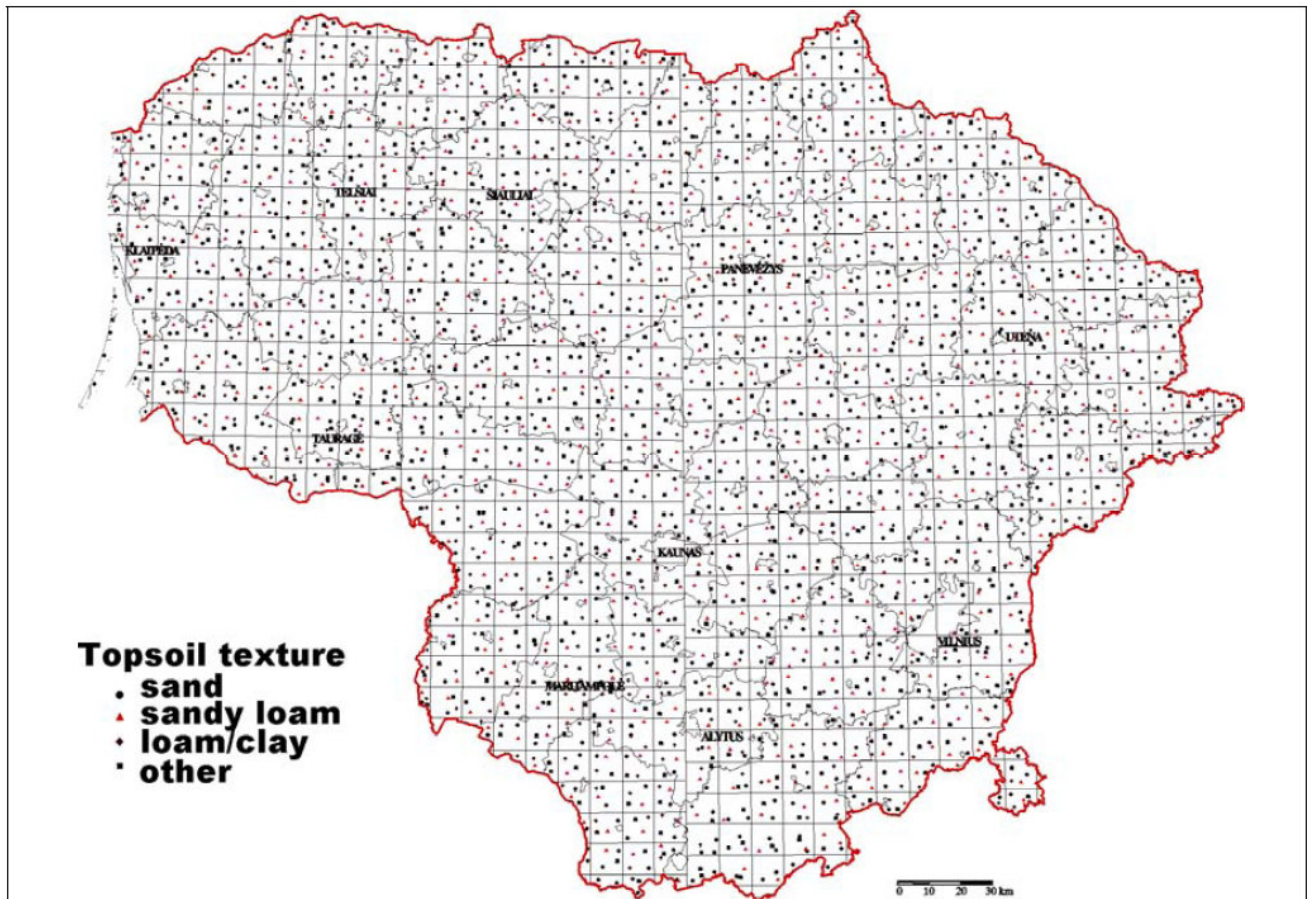 TELŠIAI
ŠIAULIAI
KLAIPĖDA
PANEVĖŽYS
UTENA
TAURAGĖ
KAUNAS
VILNIUS
MARIJAMPOLĖ
ALYTUS
Topsoil texture
sand
sandy loam
loam/clay
other
0 10 20 30 km